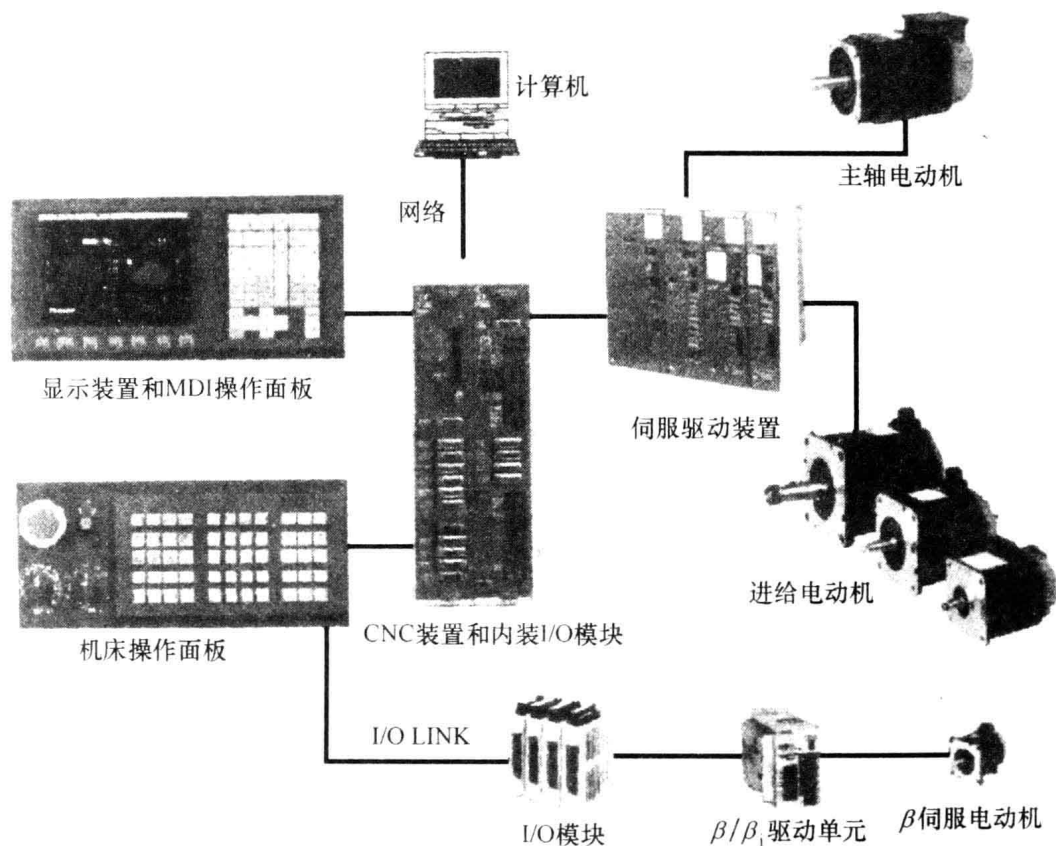 计算机
主轴电动机
网络
显示装置和MDI操作面板
伺服驱动装置
进给电动机
机床操作面板
CNC装置和内装I/O模块
I/O LINK
I/O模块
β/β₁驱动单元
β伺服电动机